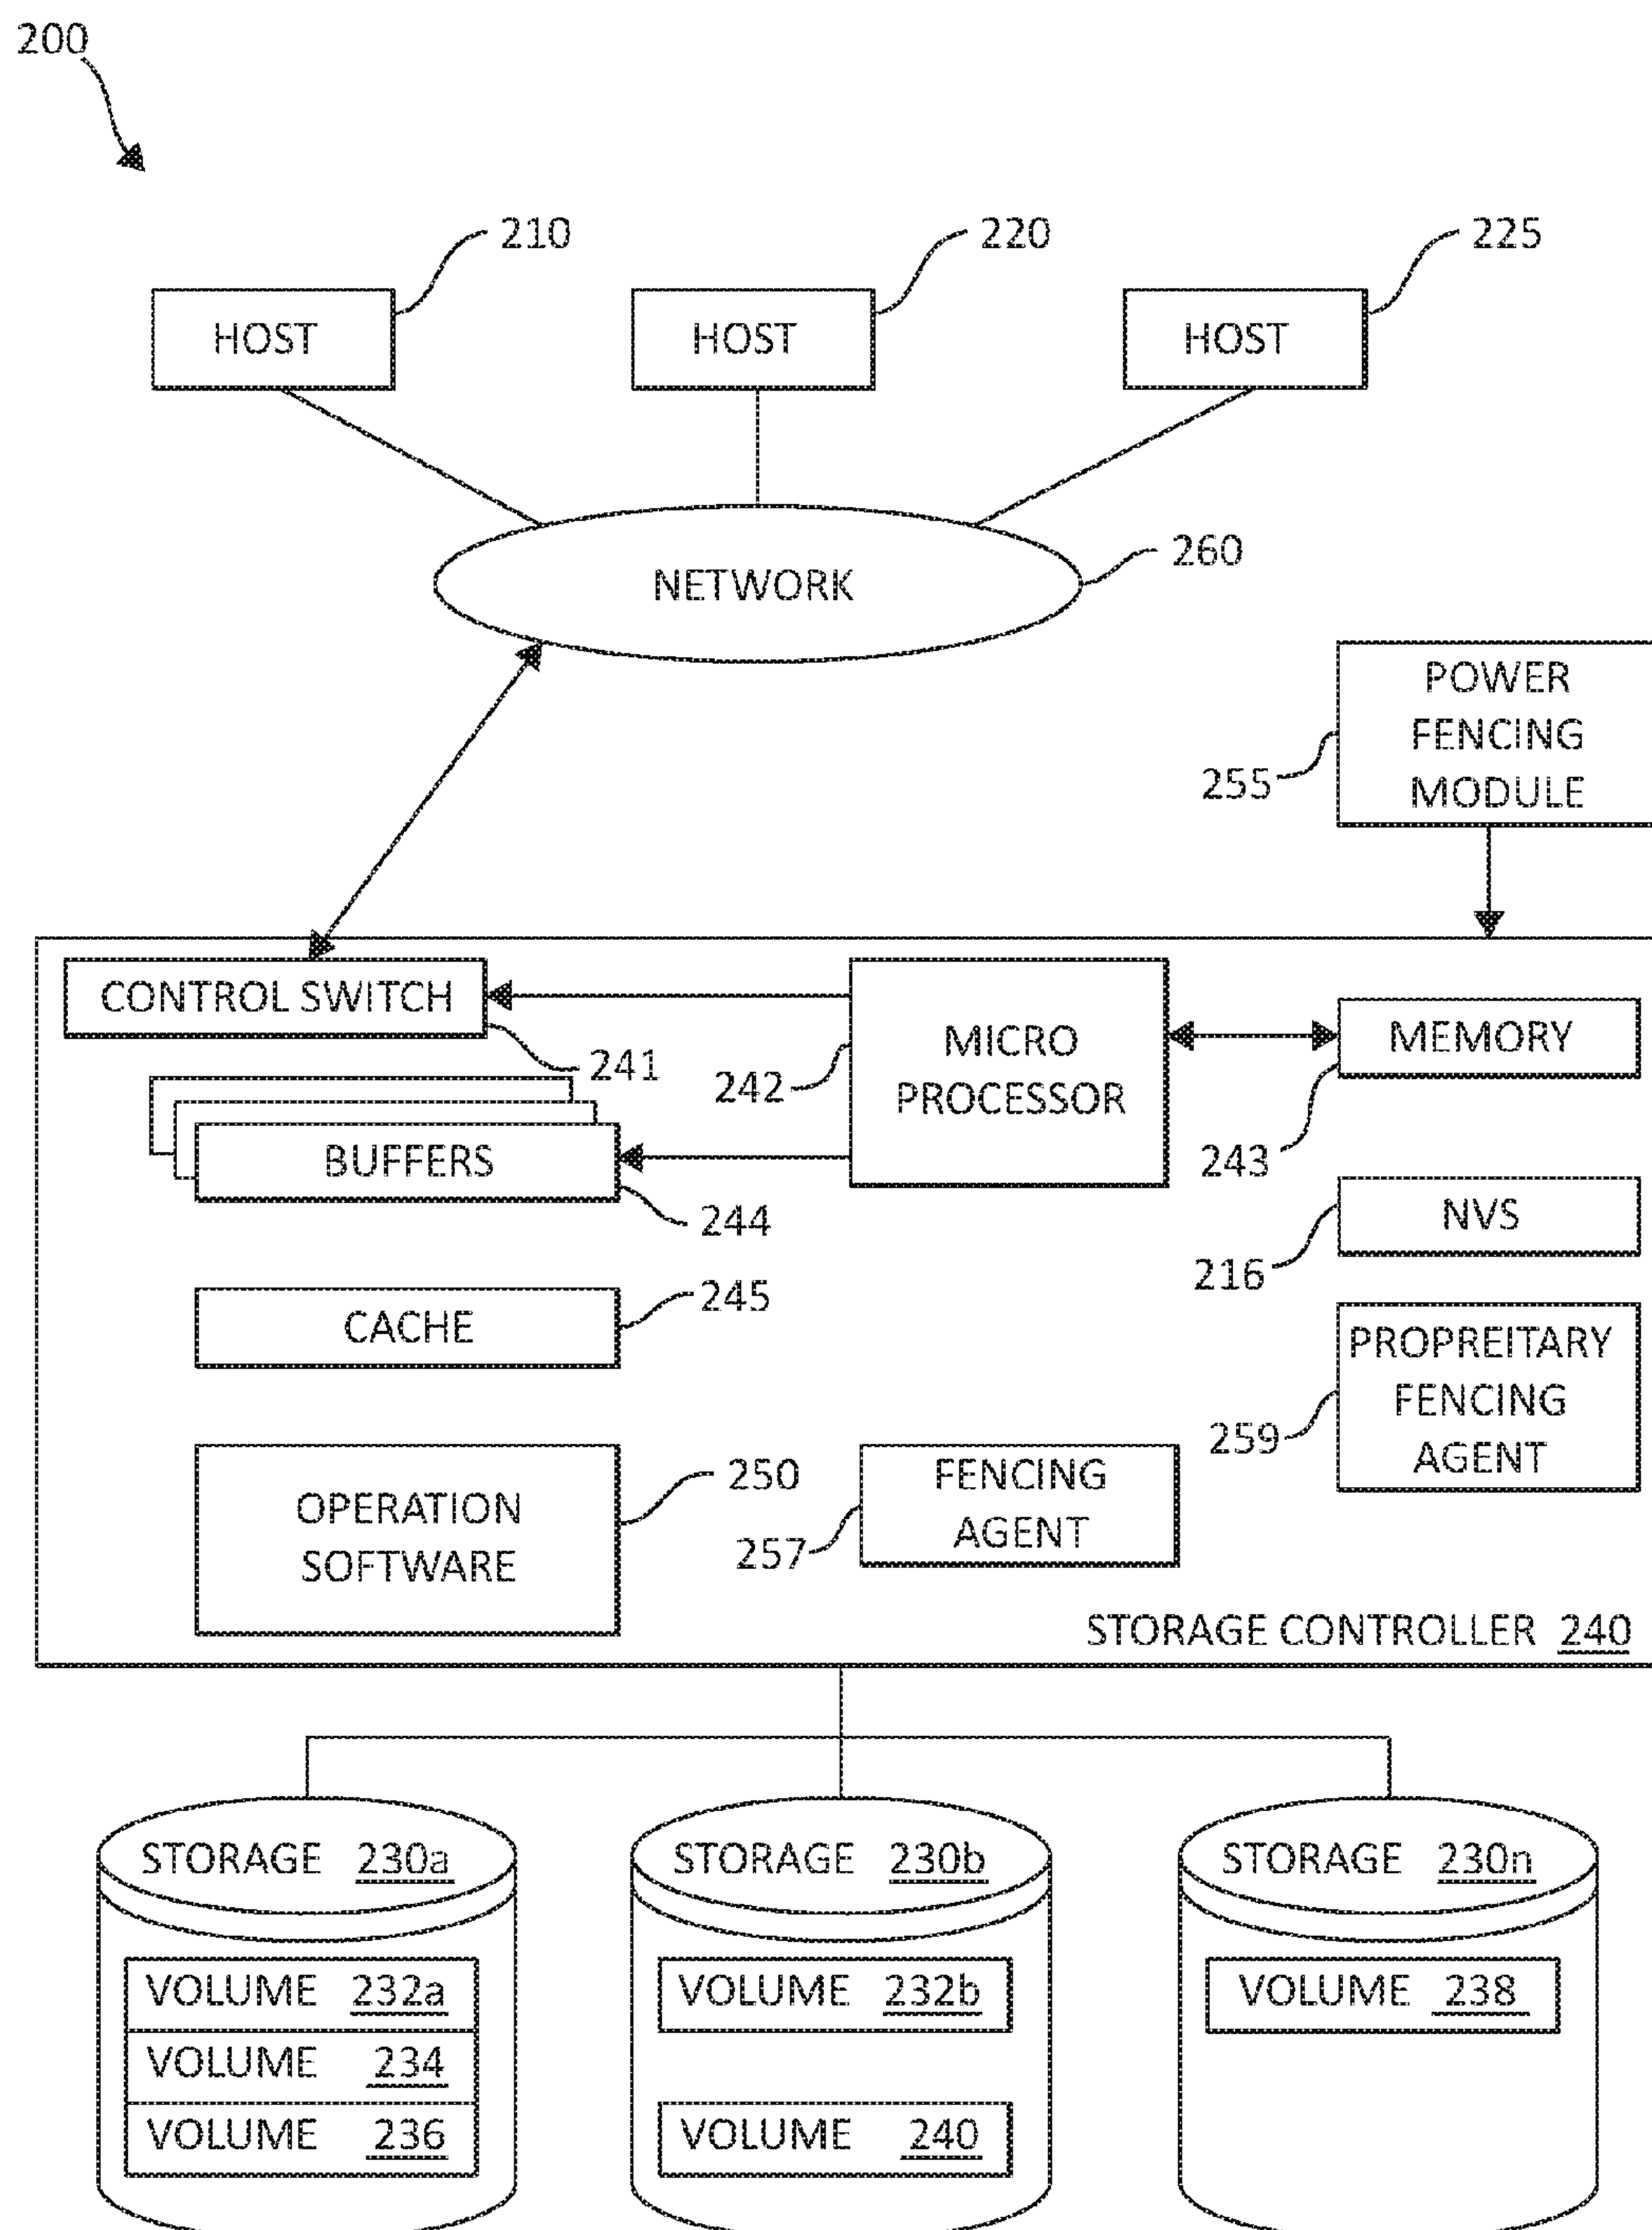 200
210
220
225
HOST
HOST
HOST
260
NETWORK
POWER
FENCING
MODULE
255
CONTROL SWITCH
241
MICRO
PROCESSOR
242
MEMORY
243
BUFFERS
244
NVS
216
CACHE
245
PROPREITARY
FENCING
AGENT
259
OPERATION
SOFTWARE
250
FENCING
AGENT
257
STORAGE CONTROLLER 240
STORAGE 230a
STORAGE 230b
STORAGE 230n
VOLUME 232a
VOLUME 234
VOLUME 236
VOLUME 232b
VOLUME 240
VOLUME 238